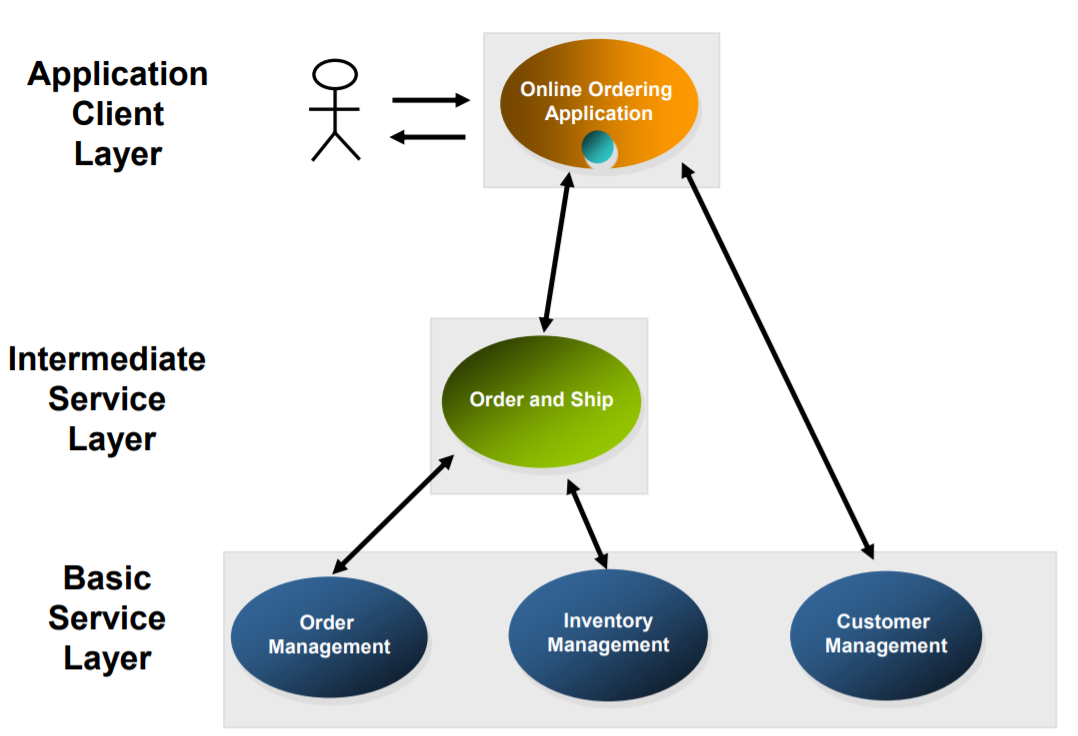 Application
Client
Layer
Online Ordering
Application
Intermediate
Service
Layer
Order and Ship
Basic
Service
Layer
Order
Management
Inventory
Management
Customer
Management